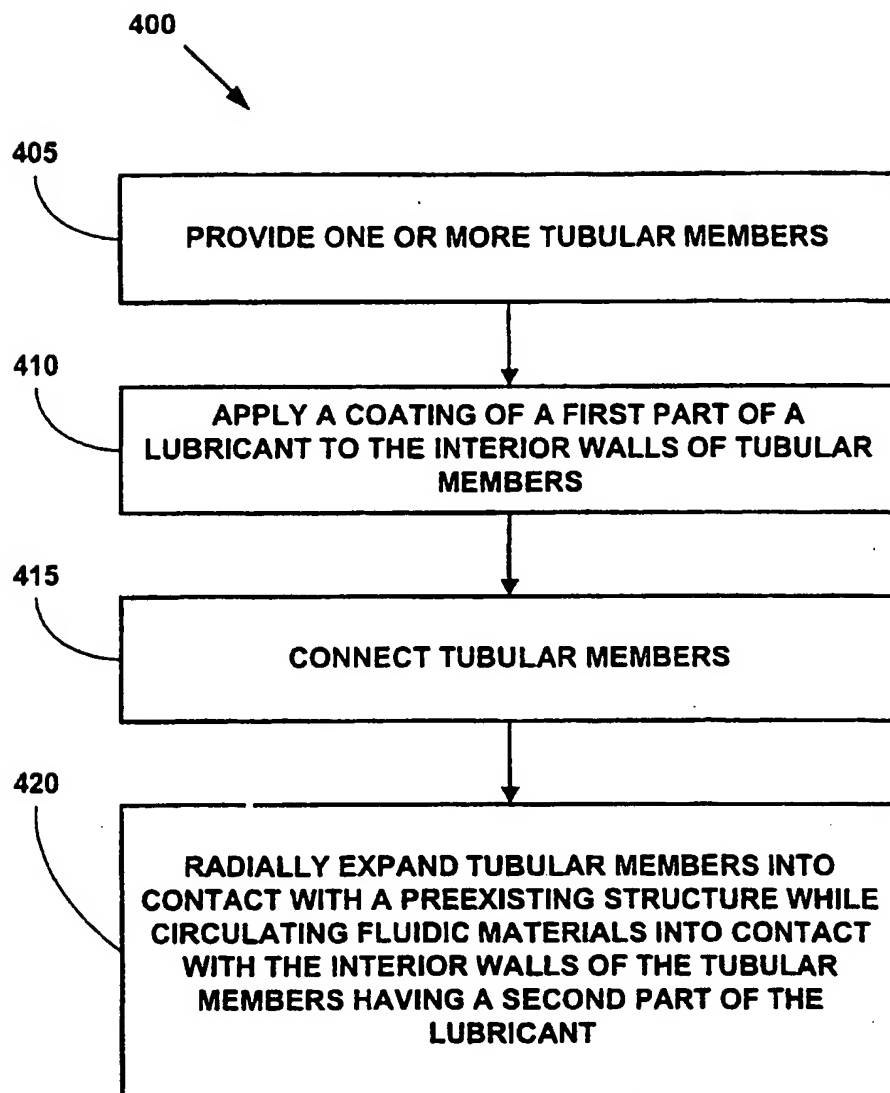 400
405
PROVIDE ONE OR MORE TUBULAR MEMBERS
410
APPLY A COATING OF A FIRST PART OF A
LUBRICANT TO THE INTERIOR WALLS OF TUBULAR
MEMBERS
415
CONNECT TUBULAR MEMBERS
420
RADIALLY EXPAND TUBULAR MEMBERS INTO
CONTACT WITH A PREEXISTING STRUCTURE WHILE
CIRCULATING FLUIDIC MATERIALS INTO CONTACT
WITH THE INTERIOR WALLS OF THE TUBULAR
MEMBERS HAVING A SECOND PART OF THE
LUBRICANT